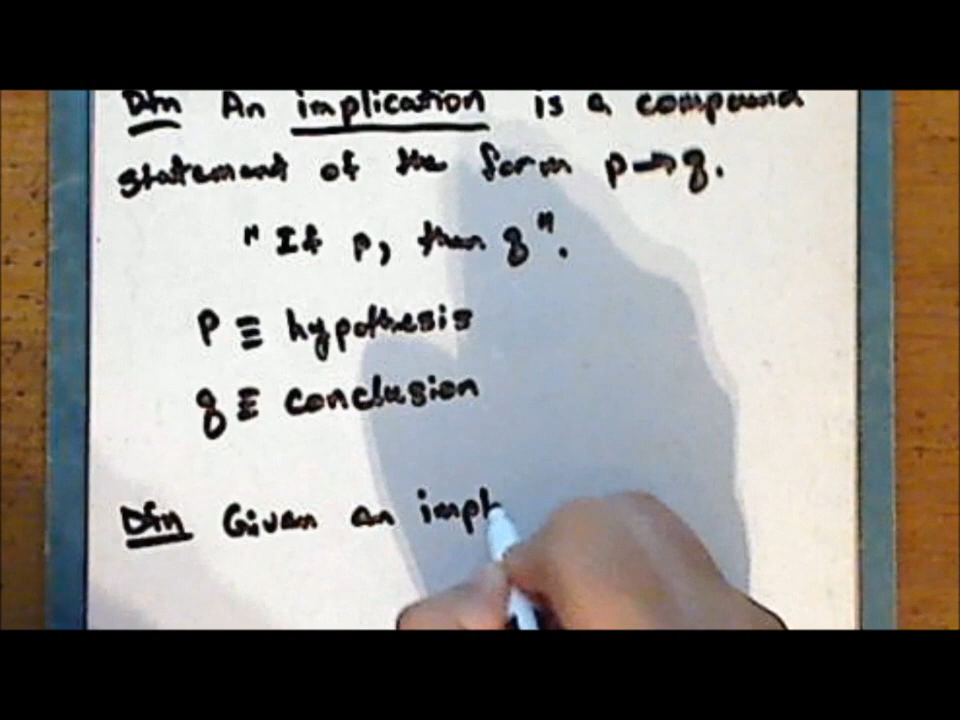 Dfn An implication is a compound
statement of the form p→q.
"If p, then q".
P ≡ hypothesis
q ≡ conclusion
Dfn Given an impl